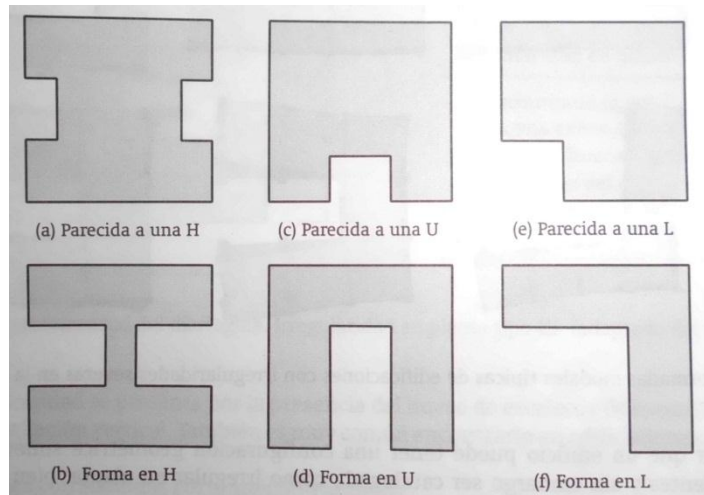 (a) Parecida a una H
(c) Parecida a una U
(e) Parecida a una L
(b) Forma en H
(d) Forma en U
(f) Forma en L